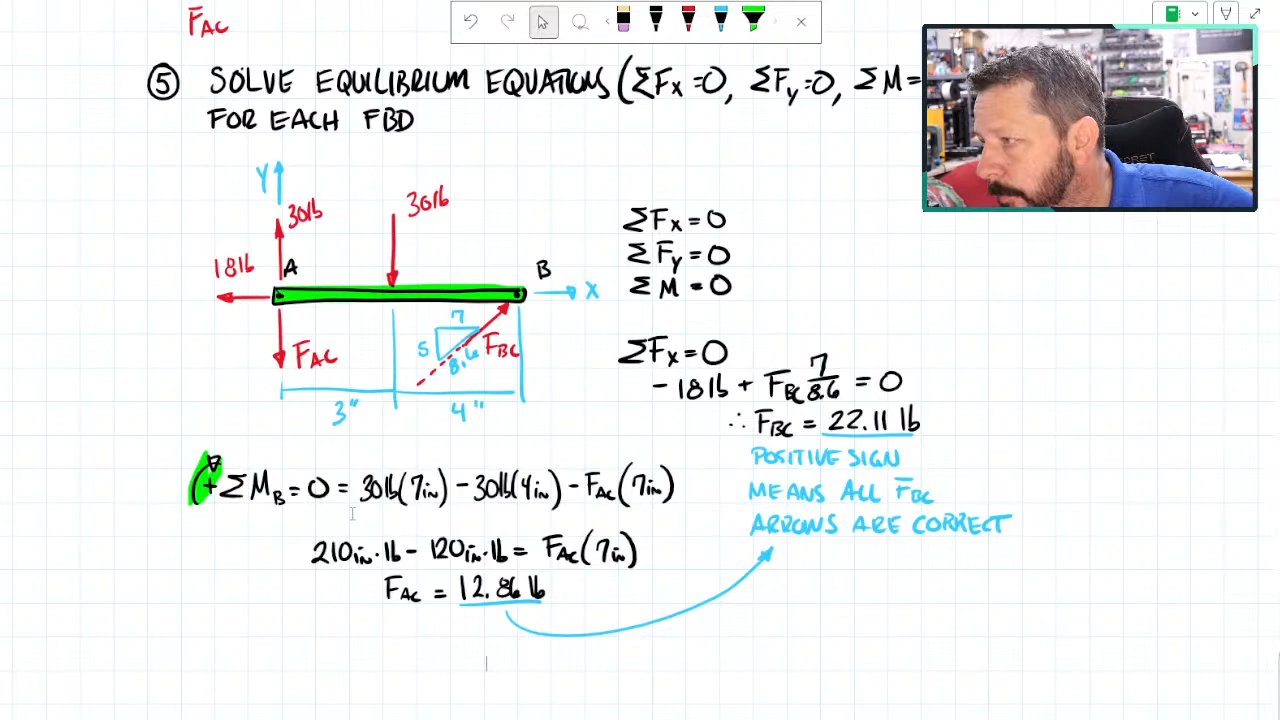 FAC
⑤ SOLVE EQUILIBRIUM EQUATIONS (ΣFx=0, ΣFy=0, ΣM=
FOR EACH FBD
Y
30lb
30lb
18lb
A
B
X
7
5
8.6
FBC
FAC
3"
4"
ΣFx=0
ΣFy=0
ΣM=0
ΣFx=0
-18lb + FBC 7/8.6 = 0
∴ FBC = 22.11 lb
POSITIVE SIGN
MEANS ALL FBC
ARROWS ARE CORRECT
+ ΣMB=0 = 30lb(7in) - 30lb(4in) - FAC(7in)
210in·lb - 120in·lb = FAC(7in)
FAC = 12.86 lb